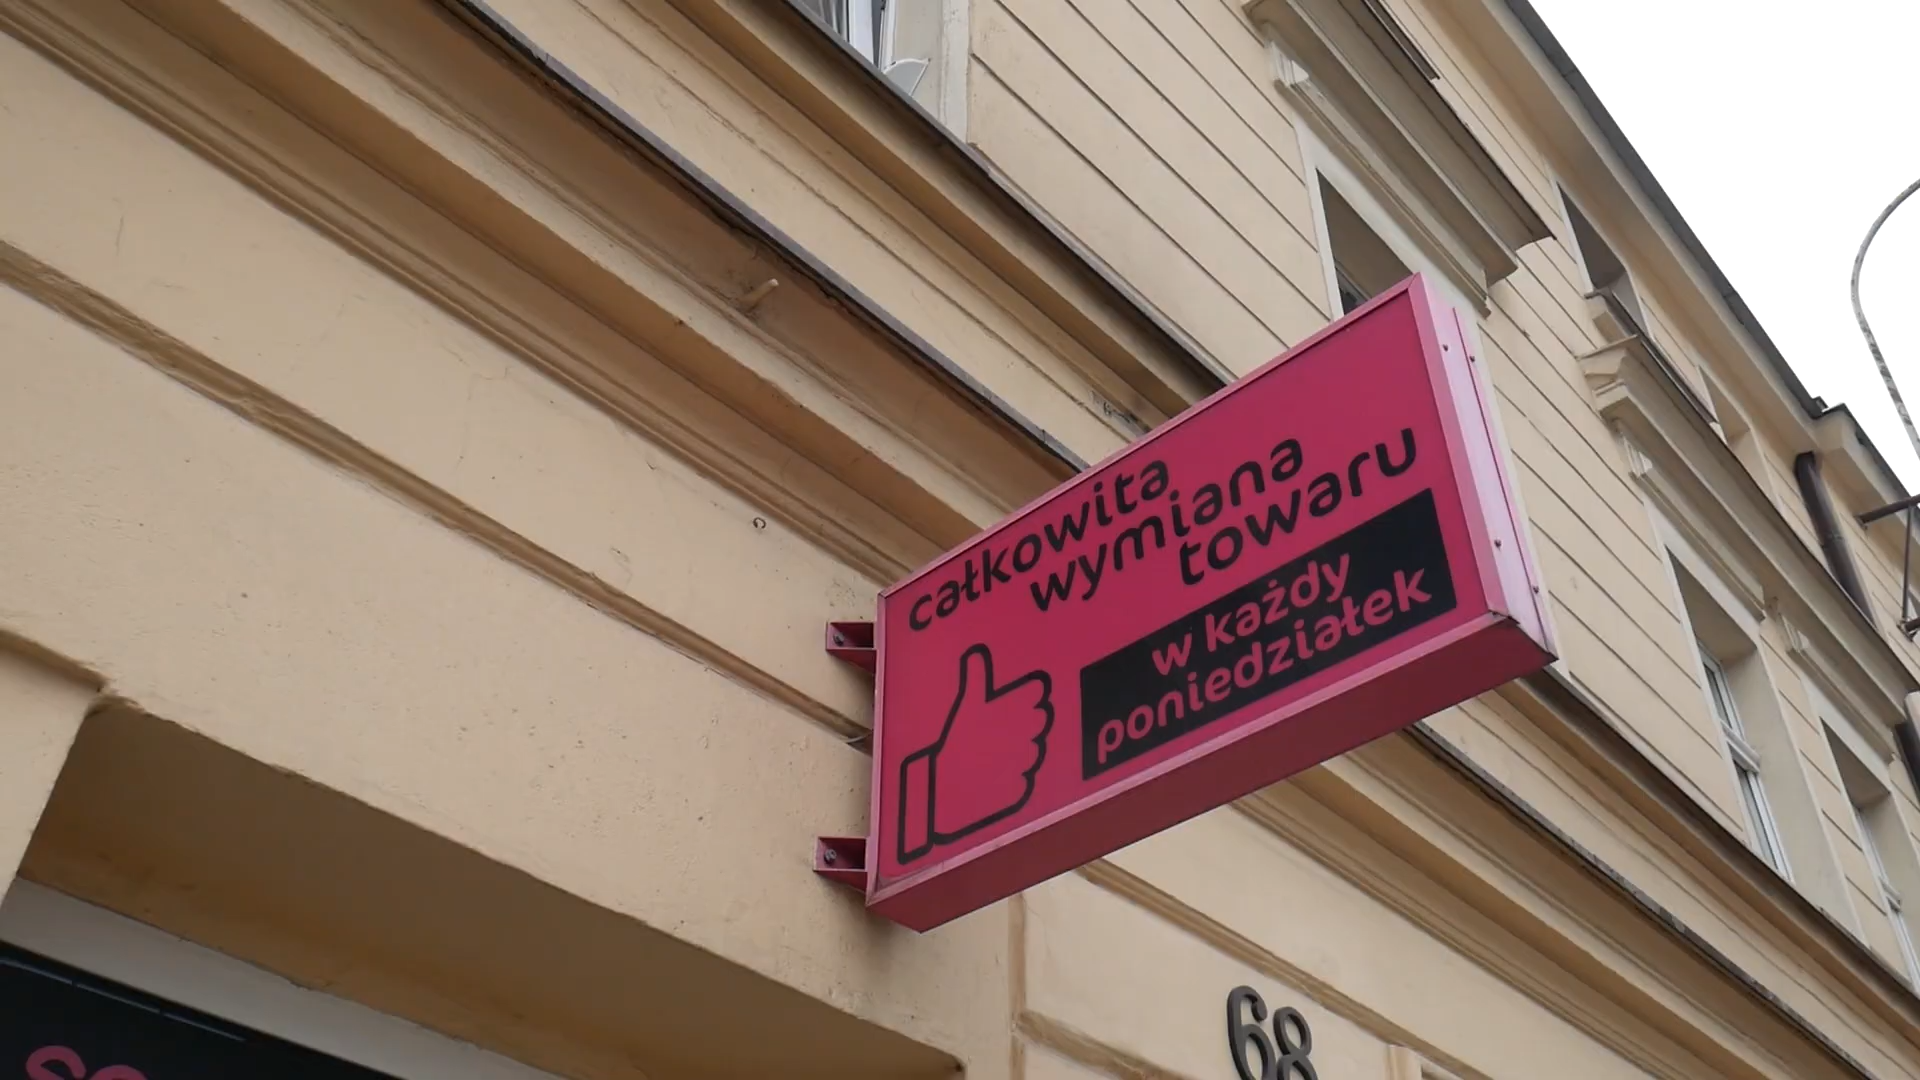 całkowita
wymiana
towaru
w każdy
poniedziałek
68